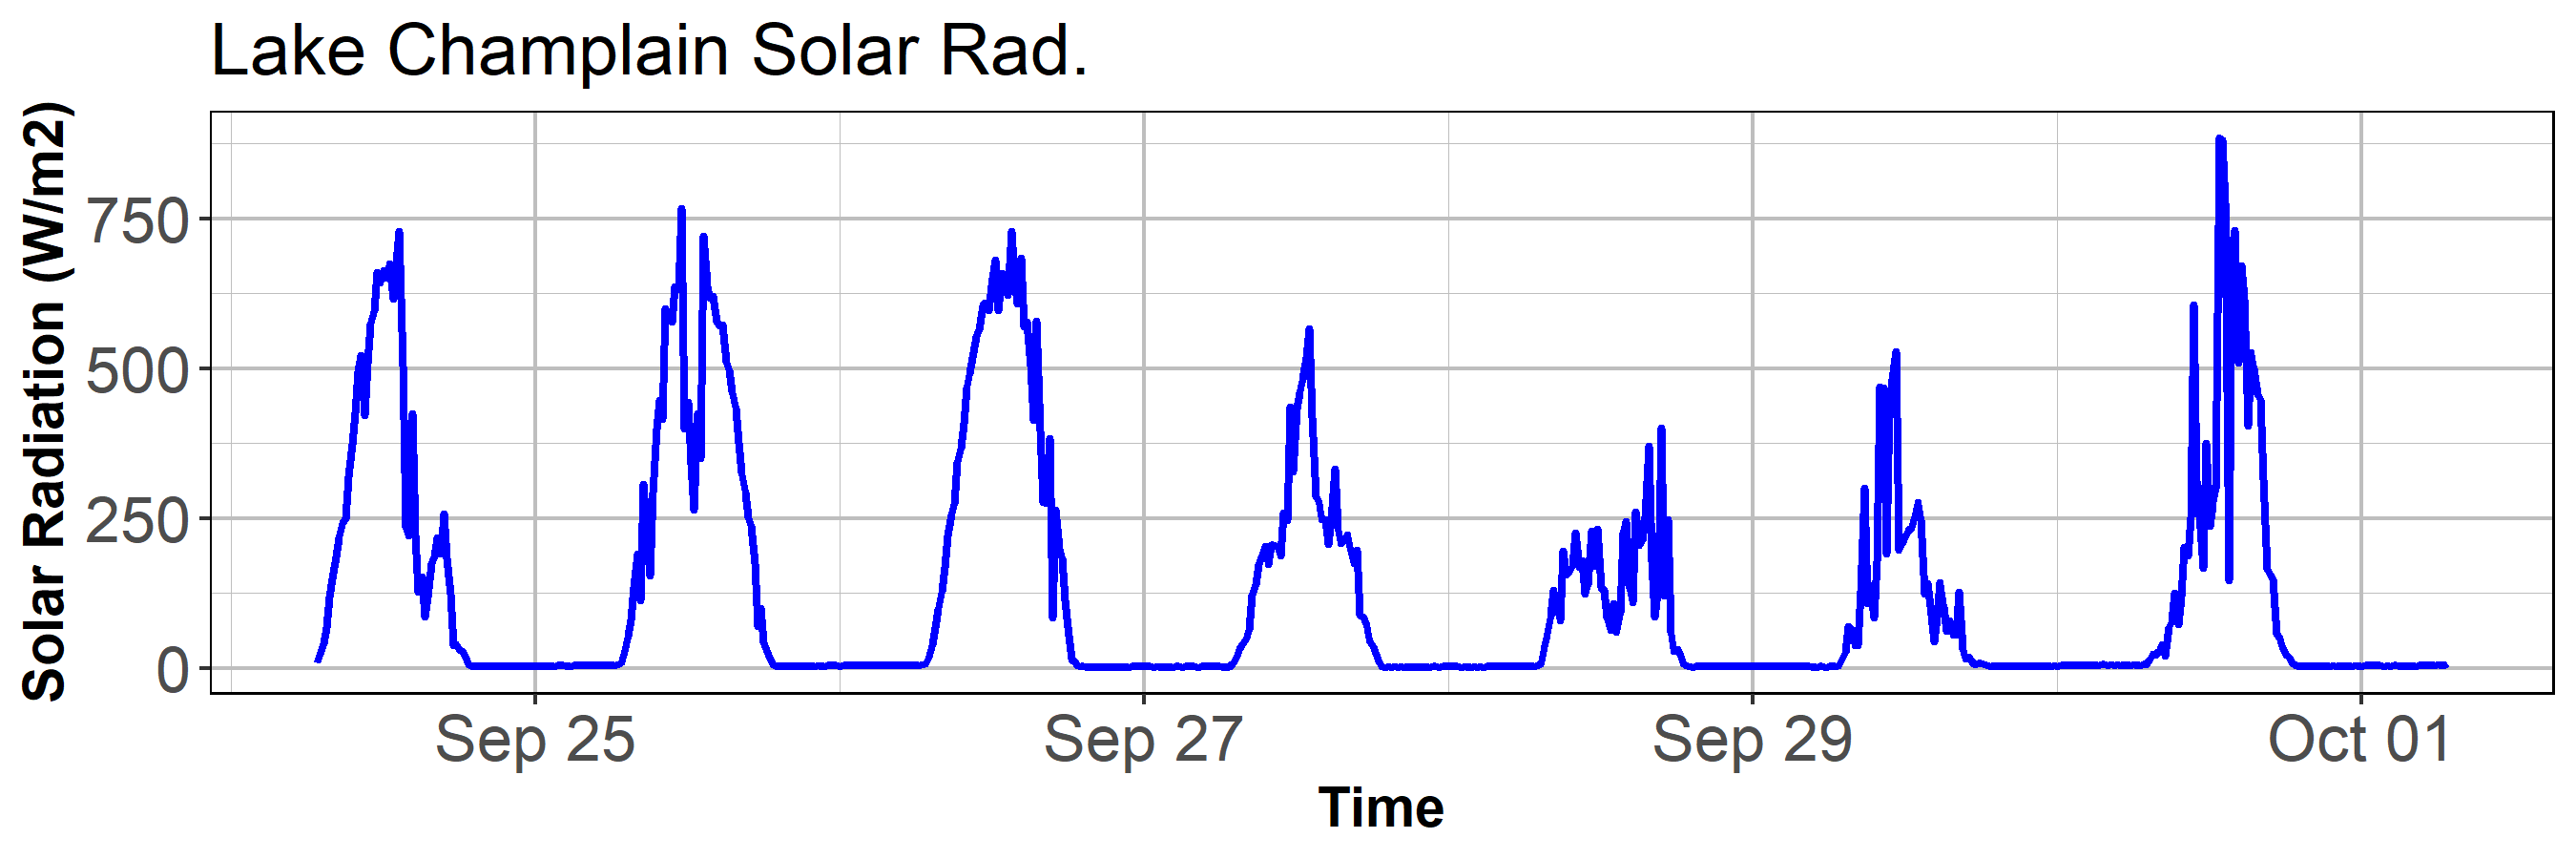 Lake Champlain Solar Rad.
Solar Radiation (W/m2)
750
500
250
0
Sep 25 Sep 27 Sep 29 Oct 01
Time